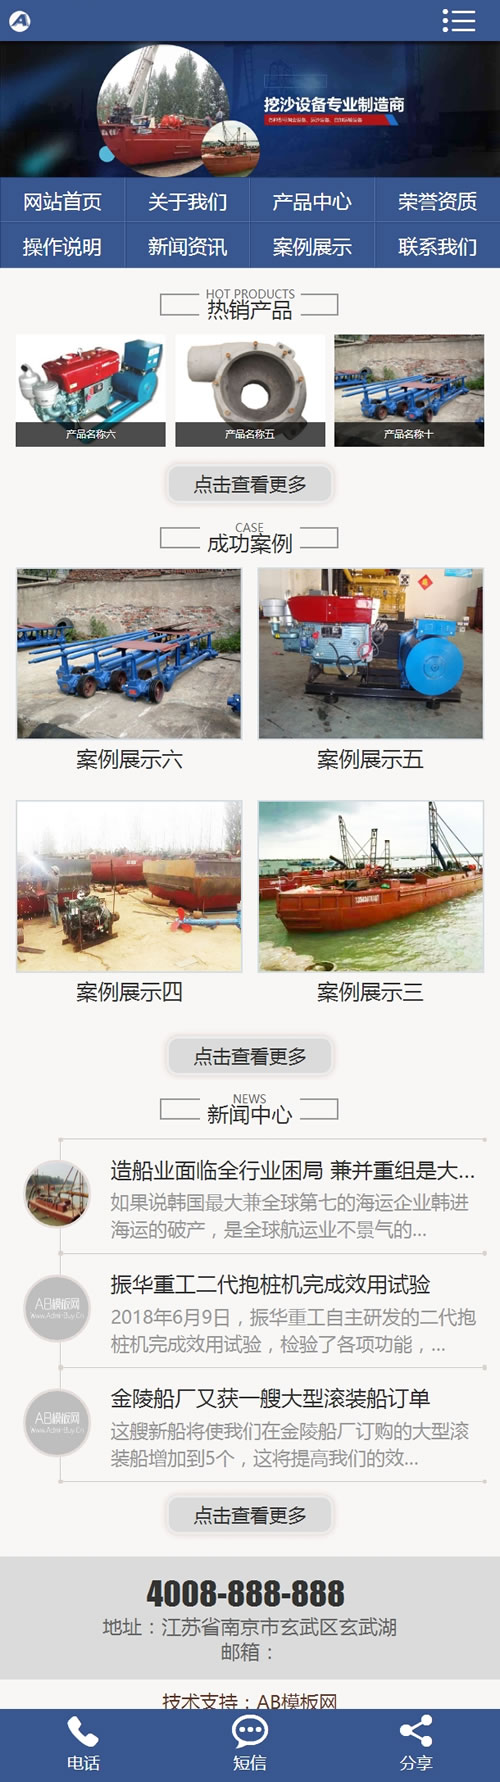 A
挖沙设备专业制造商
网站首页 关于我们 产品中心 荣誉资质
操作说明 新闻资讯 案例展示 联系我们
HOT PRODUCTS
热销产品
产品名称六 产品名称五 产品名称十
点击查看更多
CASE
成功案例
案例展示六 案例展示五
案例展示四 案例展示三
点击查看更多
NEWS
新闻中心
造船业面临全行业困局 兼并重组是大...
如果说韩国最大兼全球第七的海运企业韩进
海运的破产，是全球航运业不景气的...
AB模板网
Www.Admin-Buy.Cn
振华重工二代抱桩机完成效用试验
2018年6月9日，振华重工自主研发的二代抱
桩机完成效用试验，检验了各项功能，...
AB模板网
Www.Admin-Buy.Cn
金陵船厂又获一艘大型滚装船订单
这艘新船将使我们在金陵船厂订购的大型滚
装船增加到5个，这将提高我们的效...
点击查看更多
4008-888-888
地址：江苏省南京市玄武区玄武湖
邮箱：
技术支持：AB模板网
电话 短信 分享